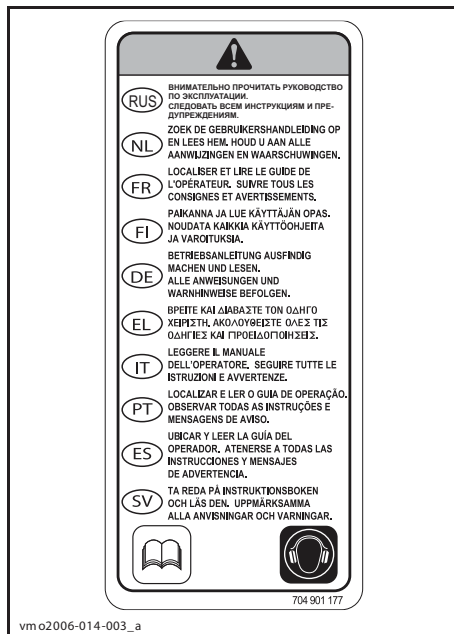 RUS
ВНИМАТЕЛЬНО ПРОЧИТАТЬ РУКОВОДСТВО
ПО ЭКСПЛУАТАЦИИ.
СЛЕДОВАТЬ ВСЕМ ИНСТРУКЦИЯМ И ПРЕ-
ДУПРЕЖДЕНИЯМ.
NL
ZOEK DE GEBRUIKERSHANDLEIDING OP
EN LEES HEM. HOUD U AAN ALLE
AANWIJZINGEN EN WAARSCHUWINGEN.
FR
LOCALISER ET LIRE LE GUIDE DE
L'OPÉRATEUR. SUIVRE TOUS LES
CONSIGNES ET AVERTISSEMENTS.
FI
PAIKANNA JA LUE KÄYTTÄJÄN OPAS.
NOUDATA KAIKKIA KÄYTTÖOHJEITA
JA VAROITUKSIA.
DE
BETRIEBSANLEITUNG AUSFINDIG
MACHEN UND LESEN.
ALLE ANWEISUNGEN UND
WARNHINWEISE BEFOLGEN.
EL
ΒΡΕΙΤΕ ΚΑΙ ΔΙΑΒΑΣΤΕ ΤΟΝ ΟΔΗΓΟ
ΧΕΙΡΙΣΤΗ. ΑΚΟΛΟΥΘΕΙΣΤΕ ΟΛΕΣ ΤΙΣ
ΟΔΗΓΙΕΣ ΚΑΙ ΠΡΟΕΙΔΟΠΟΙΗΣΕΙΣ.
IT
LEGGERE IL MANUALE
DELL'OPERATORE. SEGUIRE TUTTE LE
ISTRUZIONI E AVVERTENZE.
PT
LOCALIZAR E LER O GUIA DE OPERAÇÃO.
OBSERVAR TODAS AS INSTRUÇÕES E
MENSAGENS DE AVISO.
ES
UBICAR Y LEER LA GUÍA DEL
OPERADOR. ATENERSE A TODAS LAS
INSTRUCCIONES Y MENSAJES
DE ADVERTENCIA.
SV
TA REDA PÅ INSTRUKTIONSBOKEN
OCH LÄS DEN. UPPMÄRKSAMMA
ALLA ANVISNINGAR OCH VARNINGAR.
704 901 177
vmo2006-014-003_a